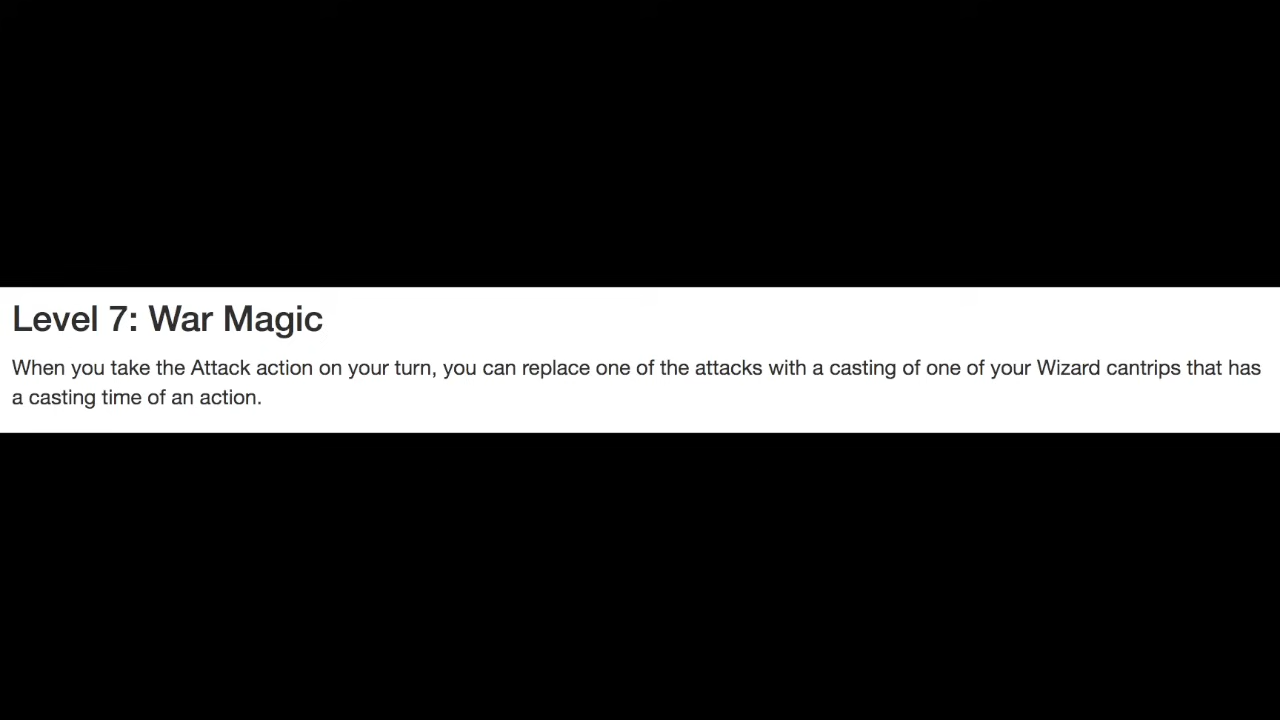 Level 7: War Magic
When you take the Attack action on your turn, you can replace one of the attacks with a casting of one of your Wizard cantrips that has
a casting time of an action.